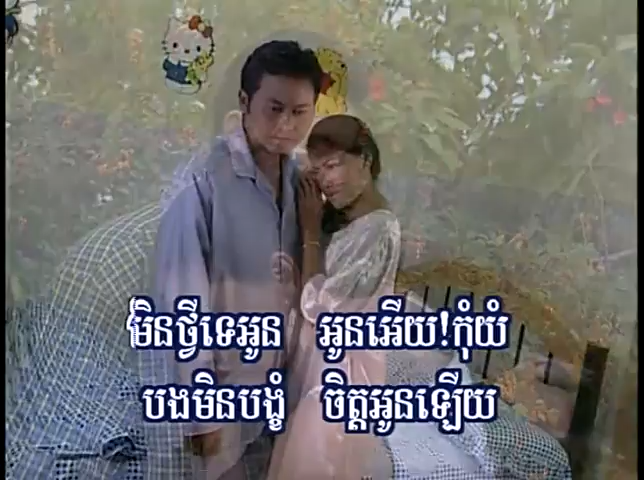 មិនថ្វីទេអូន អូនអើយ!កុំយំ
បងមិនបង្ខំ ចិត្តអូនឡើយ